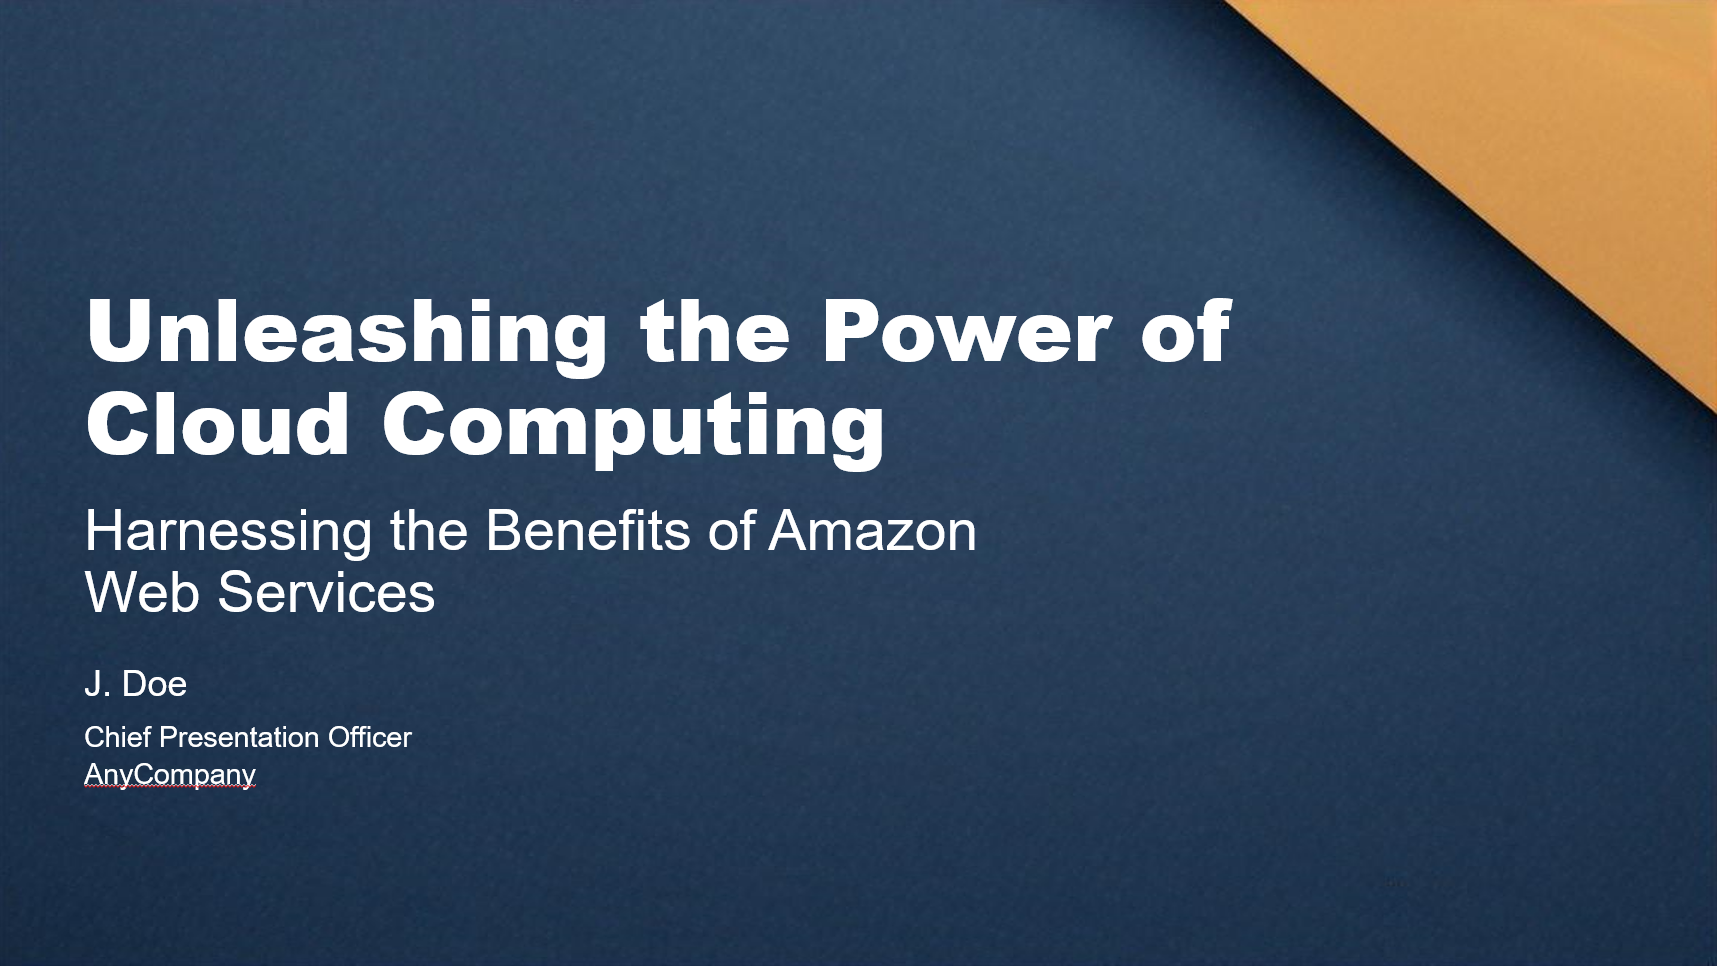 Unleashing the Power of
Cloud Computing
Harnessing the Benefits of Amazon
Web Services
J. Doe
Chief Presentation Officer
AnyCompany